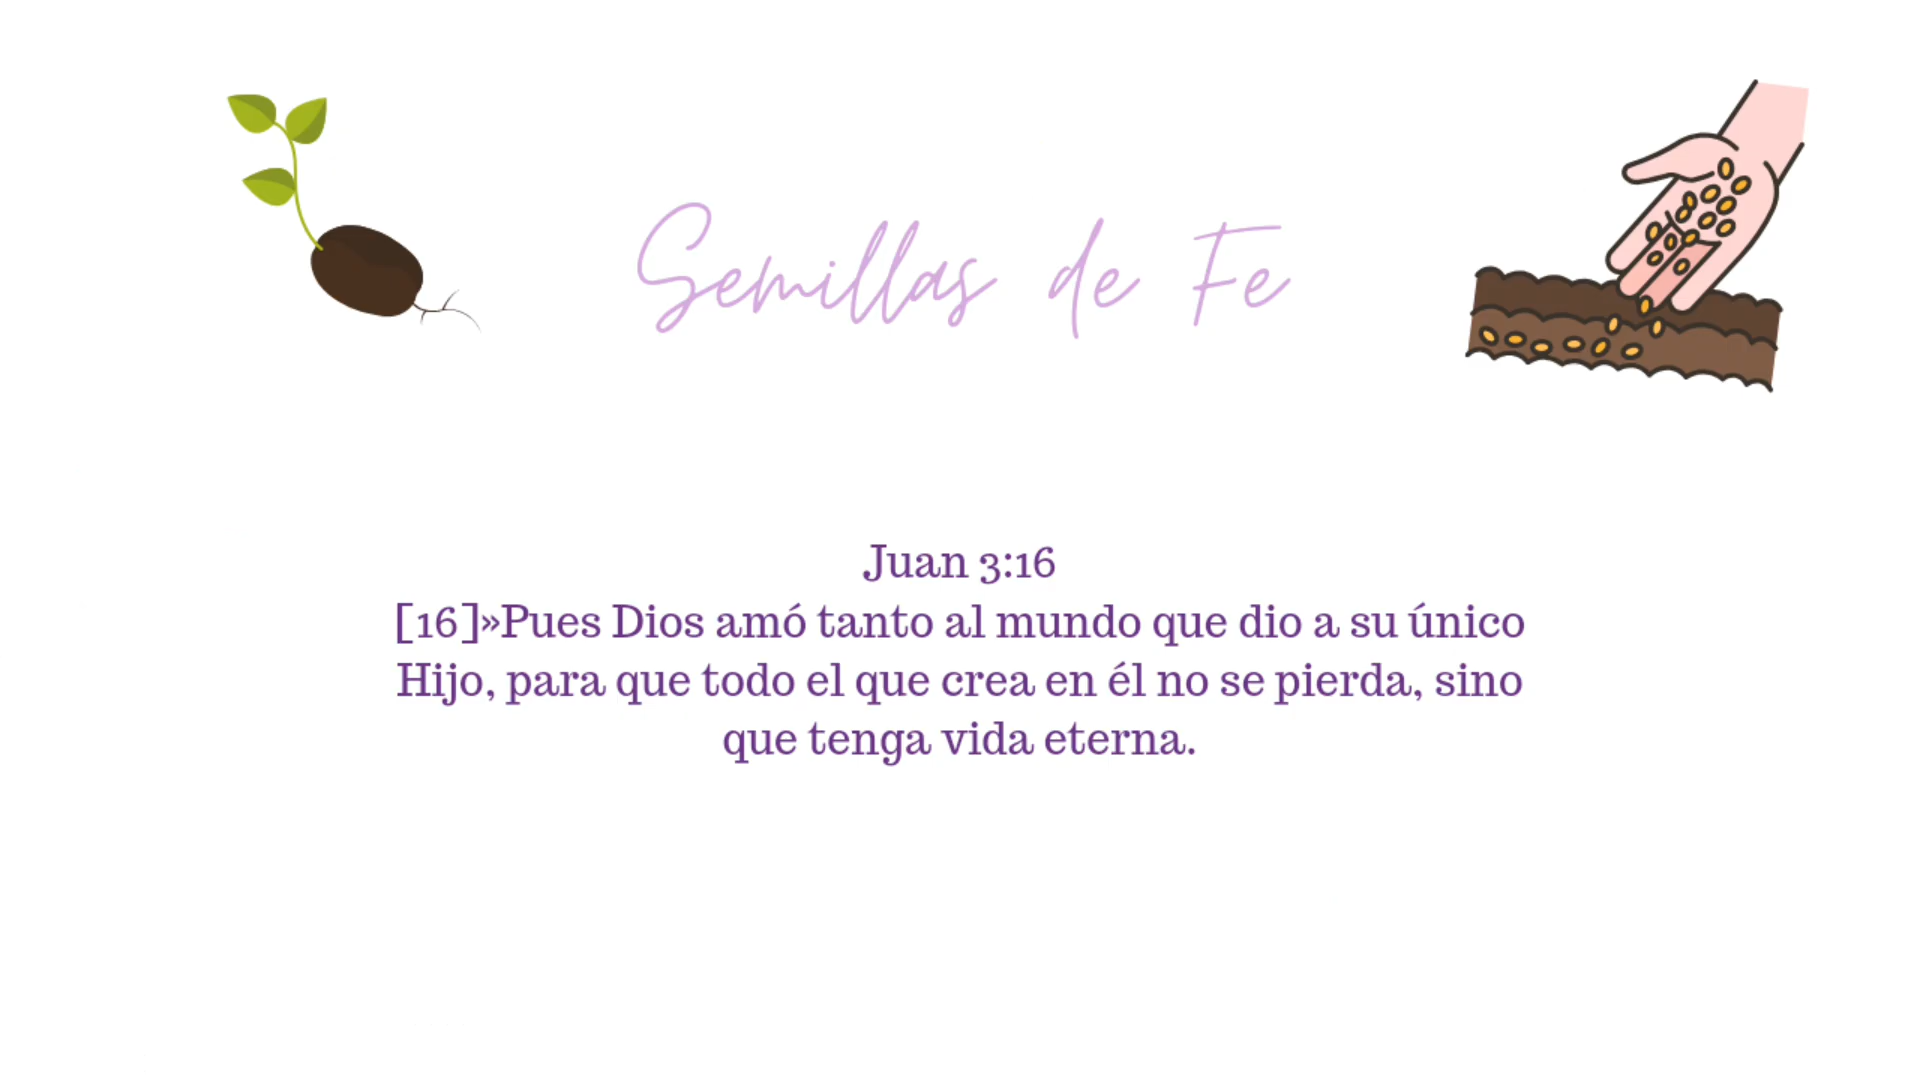 Semillas de Fe
Juan 3:16
[16]»Pues Dios amó tanto al mundo que dio a su único
Hijo, para que todo el que crea en él no se pierda, sino
que tenga vida eterna.